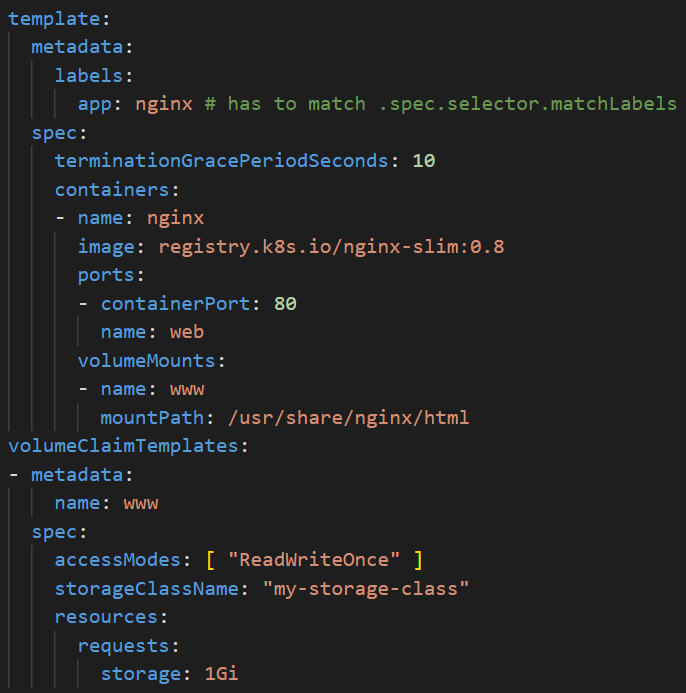 template:
  metadata:
    labels:
      app: nginx # has to match .spec.selector.matchLabels
  spec:
    terminationGracePeriodSeconds: 10
    containers:
    - name: nginx
      image: registry.k8s.io/nginx-slim:0.8
      ports:
      - containerPort: 80
        name: web
      volumeMounts:
      - name: www
        mountPath: /usr/share/nginx/html
volumeClaimTemplates:
- metadata:
    name: www
  spec:
    accessModes: [ "ReadWriteOnce" ]
    storageClassName: "my-storage-class"
    resources:
      requests:
        storage: 1Gi